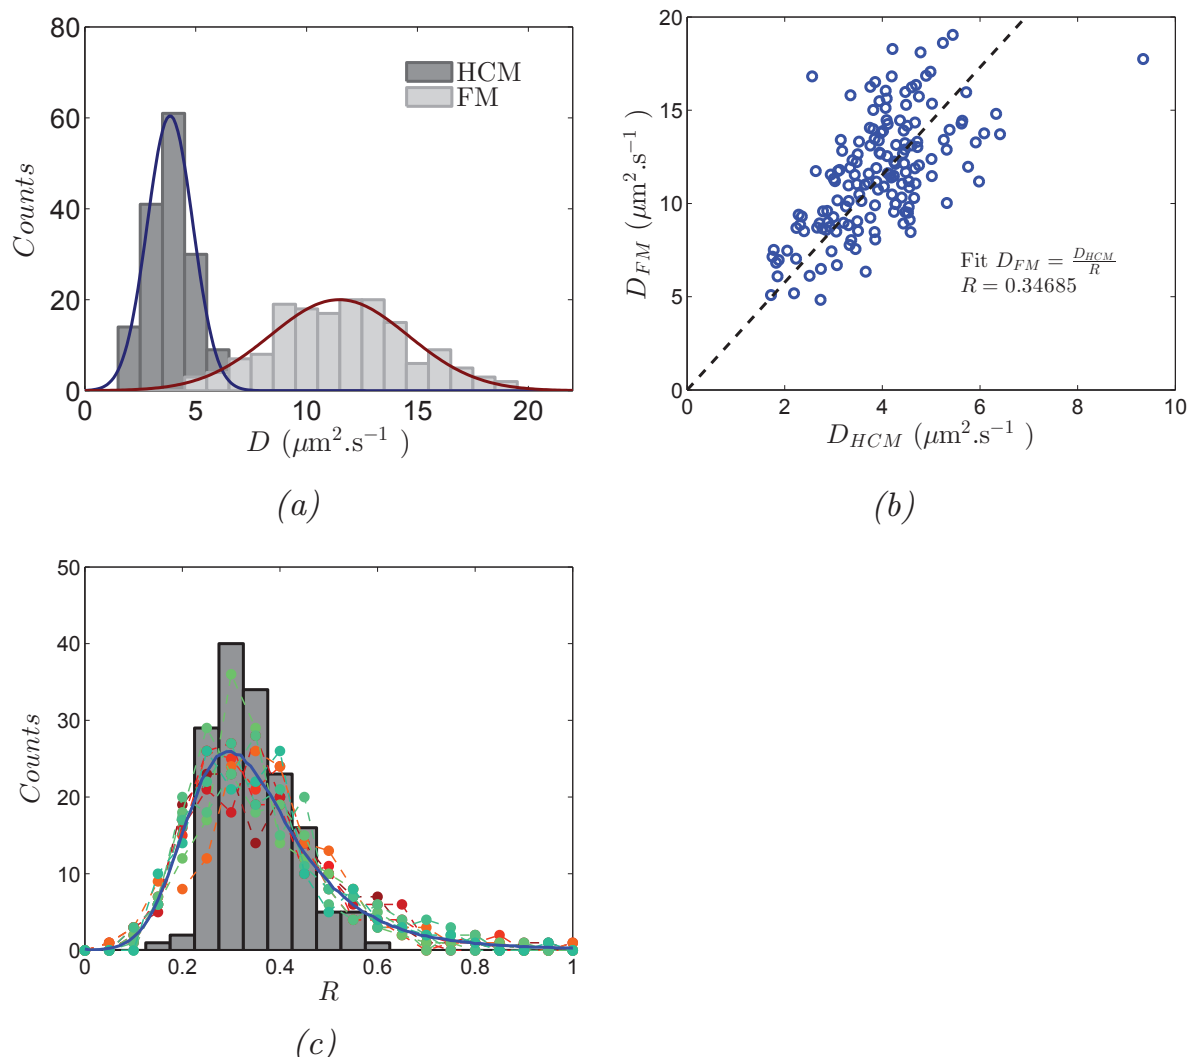 80
60
40
20
0
Counts
HCM
FM
0 5 10 15 20
D (μm².s⁻¹ )
(a)
20
15
10
5
0
D_FM (μm².s⁻¹ )
Fit D_FM = D_HCM/R
R = 0.34685
0 2 4 6 8 10
D_HCM (μm².s⁻¹ )
(b)
50
40
30
20
10
0
Counts
0 0.2 0.4 0.6 0.8 1
R
(c)